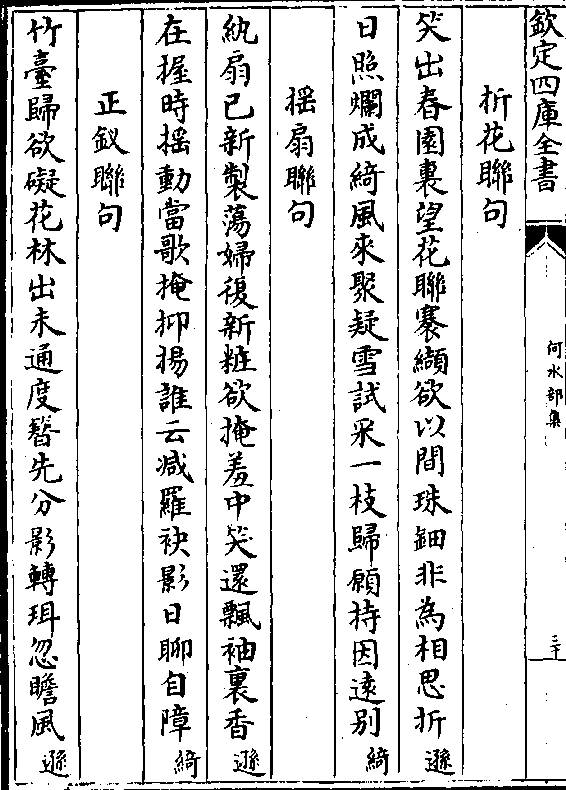 欽定四庫全書
何水部集
三十
折花聯句
笑出春園裏望花聯褰纈欲以間珠鈿非為相思折遜
日照爛成綺風來聚疑雪試采一枝歸願持因遠别綺
摇扇聯句
紈扇已新製蕩婦復新粧欲掩羞中笑還飄袖裏香遜
在握時摇動當歌掩抑揚誰云减羅袂影日聊自障綺
正釵聯句
竹臺歸欲礙花林出未通度簪先分影轉珥忽瞻風遜